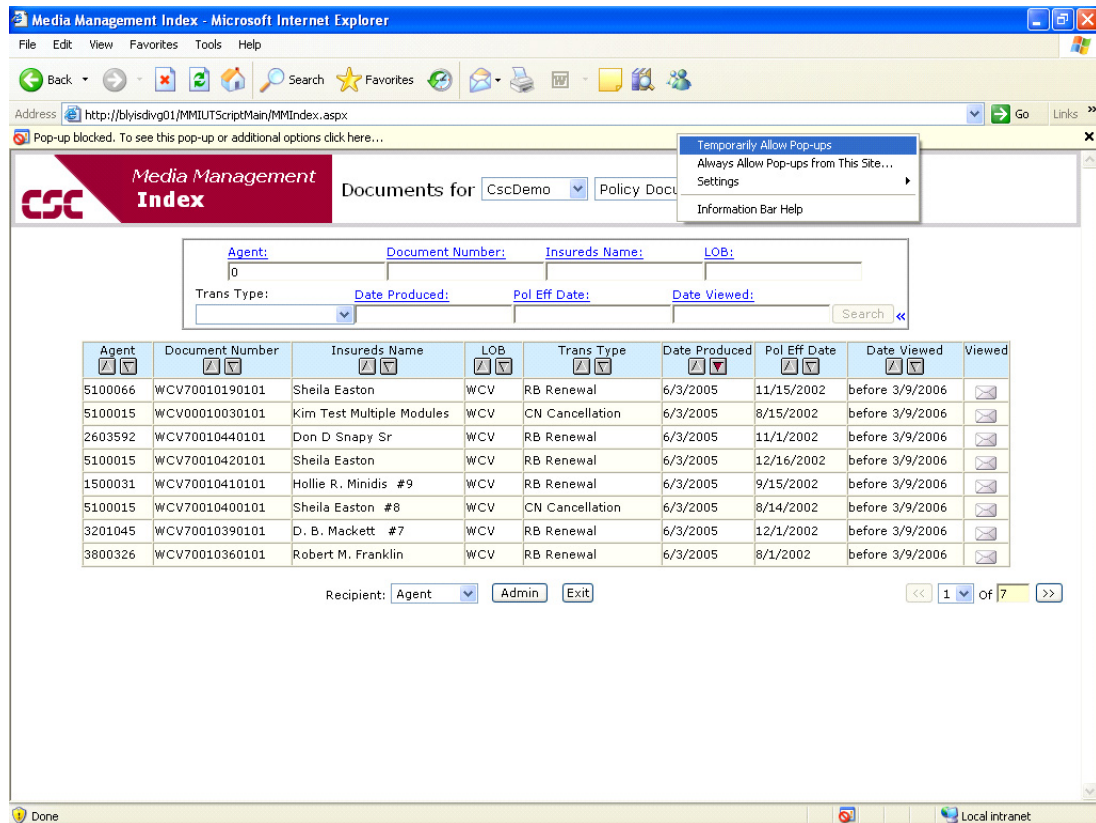 Media Management Index - Microsoft Internet Explorer
File Edit View Favorites Tools Help
Back Search Favorites
Address http://blyisdivg01/MMIUTScriptMain/MMIndex.aspx Go Links »
Pop-up blocked. To see this pop-up or additional options click here...
Temporarily Allow Pop-ups
Always Allow Pop-ups from This Site...
Settings
Information Bar Help
CSC
Media Management
Index
Documents for CscDemo Policy Docu
Agent: Document Number: Insureds Name: LOB:
0
Trans Type: Date Produced: Pol Eff Date: Date Viewed:
Search «
Agent Document Number Insureds Name LOB Trans Type Date Produced Pol Eff Date Date Viewed Viewed
5100066 WCV70010190101 Sheila Easton WCV RB Renewal 6/3/2005 11/15/2002 before 3/9/2006
5100015 WCV00010030101 Kim Test Multiple Modules WCV CN Cancellation 6/3/2005 8/15/2002 before 3/9/2006
2603592 WCV70010440101 Don D Snapy Sr WCV RB Renewal 6/3/2005 11/1/2002 before 3/9/2006
5100015 WCV70010420101 Sheila Easton WCV RB Renewal 6/3/2005 12/16/2002 before 3/9/2006
1500031 WCV70010410101 Hollie R. Minidis #9 WCV RB Renewal 6/3/2005 9/15/2002 before 3/9/2006
5100015 WCV70010400101 Sheila Easton #8 WCV CN Cancellation 6/3/2005 8/14/2002 before 3/9/2006
3201045 WCV70010390101 D. B. Mackett #7 WCV RB Renewal 6/3/2005 12/1/2002 before 3/9/2006
3800326 WCV70010360101 Robert M. Franklin WCV RB Renewal 6/3/2005 8/1/2002 before 3/9/2006
Recipient: Agent Admin Exit << 1 Of 7 >>
Done Local intranet